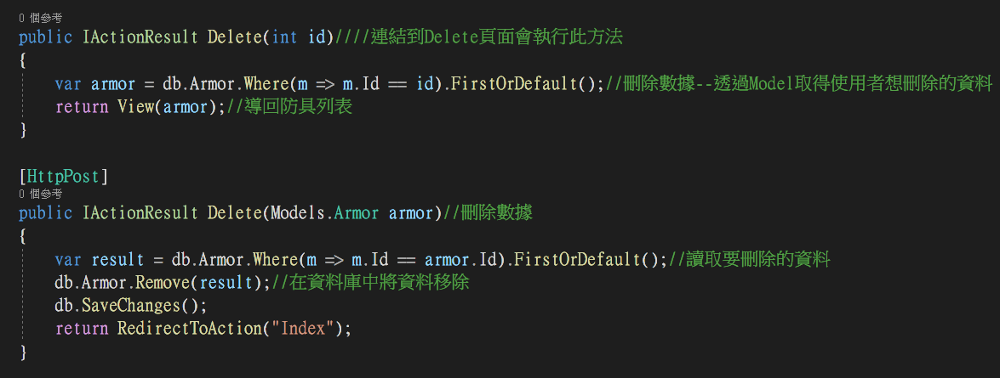 0 個參考
public IActionResult Delete(int id)////連結到Delete頁面會執行此方法
{
var armor = db.Armor.Where(m => m.Id == id).FirstOrDefault();//刪除數據--透過Model取得使用者想刪除的資料
return View(armor);//導回防具列表
}
[HttpPost]
0 個參考
public IActionResult Delete(Models.Armor armor)//刪除數據
{
var result = db.Armor.Where(m => m.Id == armor.Id).FirstOrDefault();//讀取要刪除的資料
db.Armor.Remove(result);//在資料庫中將資料移除
db.SaveChanges();
return RedirectToAction("Index");
}